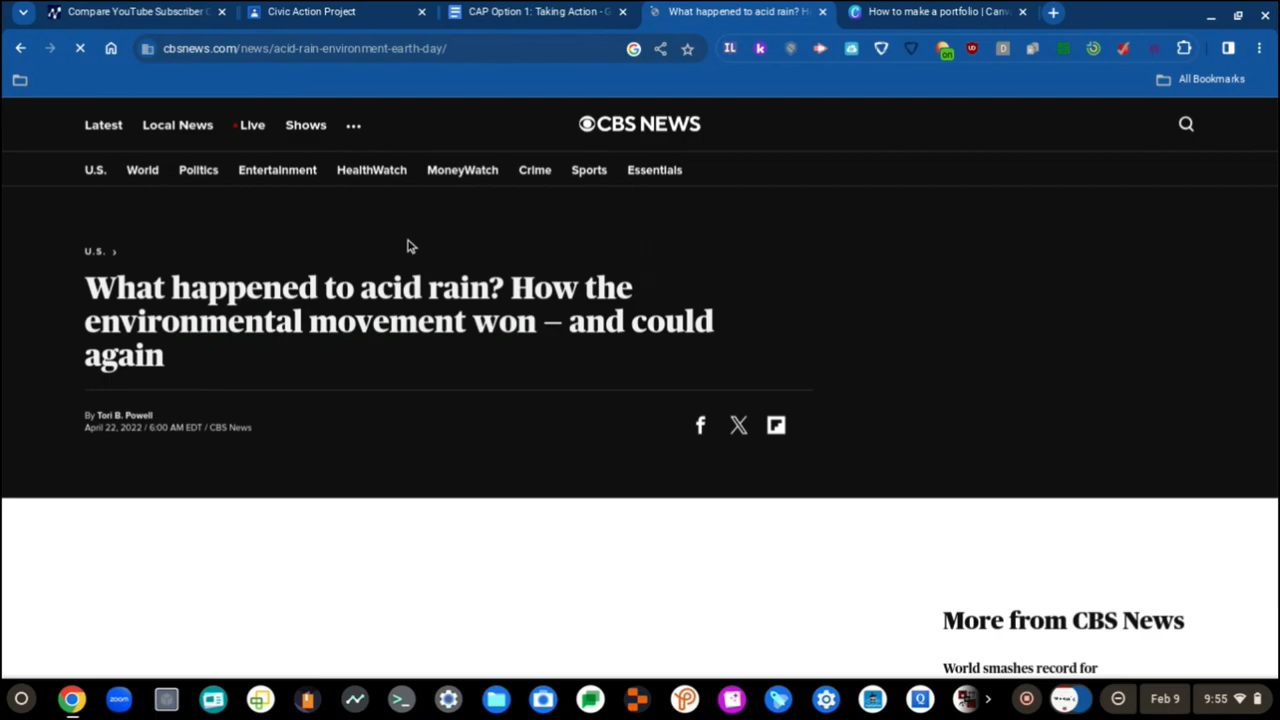 Compare YouTube Subscriber C
Civic Action Project
CAP Option 1: Taking Action - G
What happened to acid rain? H
How to make a portfolio | Canv
cbsnews.com/news/acid-rain-environment-earth-day/
All Bookmarks
Latest
Local News
Live
Shows
CBS NEWS
U.S.
World
Politics
Entertainment
HealthWatch
MoneyWatch
Crime
Sports
Essentials
U.S. ›
What happened to acid rain? How the
environmental movement won – and could
again
By Tori B. Powell
April 22, 2022 / 6:00 AM EDT / CBS News
More from CBS News
World smashes record for
zoom
Feb 9
9:55